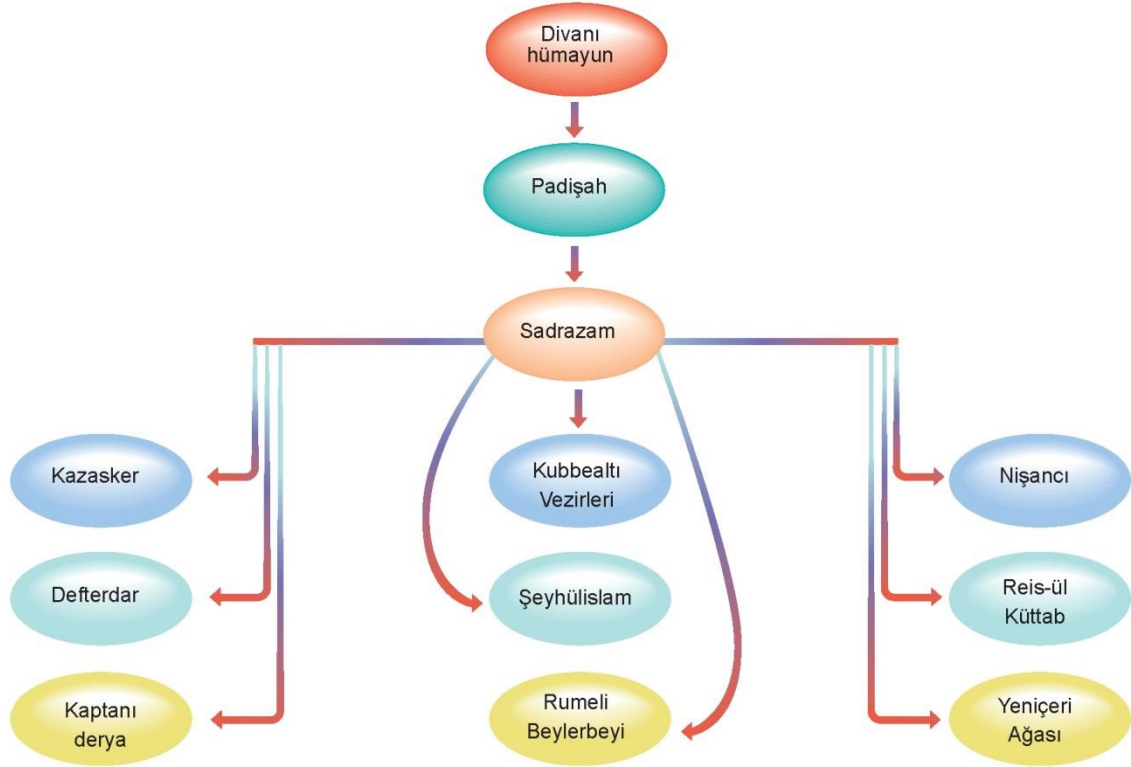 Divanı
hümayun
Padişah
Sadrazam
Kazasker
Kubbealtı
Vezirleri
Nişancı
Defterdar
Şeyhülislam
Reis-ül
Küttab
Kaptanı
derya
Rumeli
Beylerbeyi
Yeniçeri
Ağası